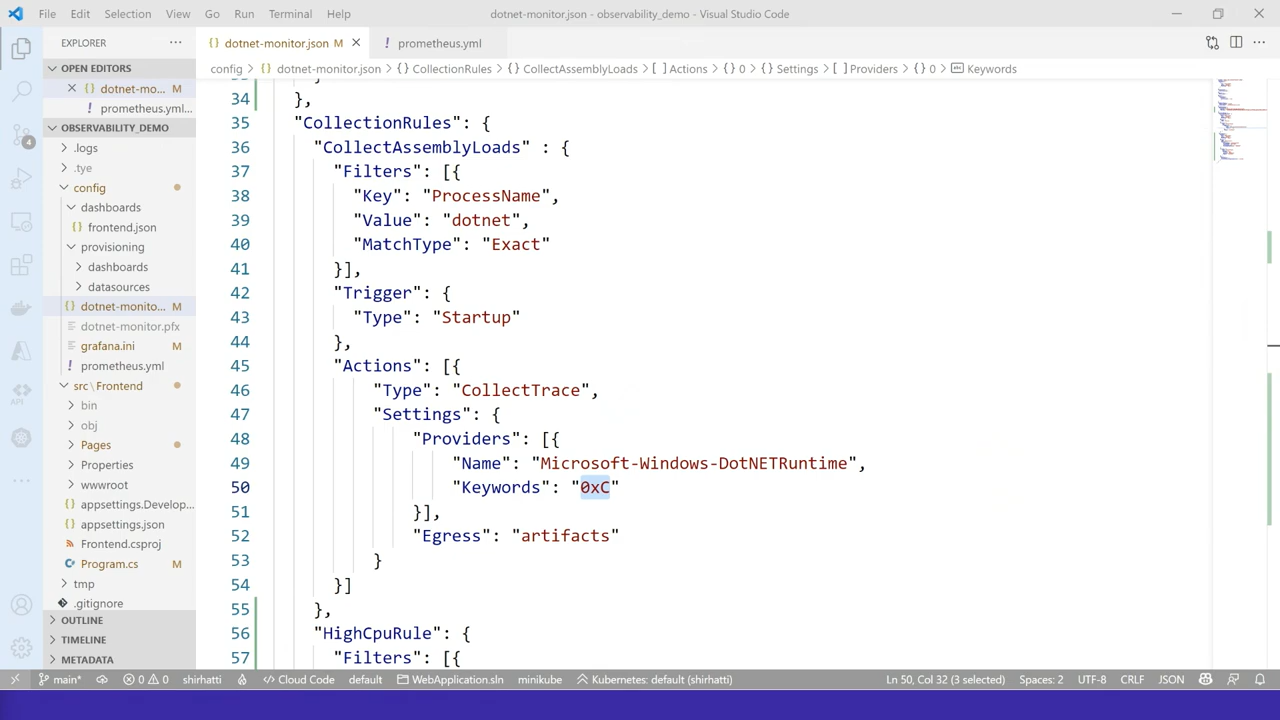 File Edit Selection View Go Run Terminal Help
dotnet-monitor.json - observability_demo - Visual Studio Code
EXPLORER
dotnet-monitor.json M
prometheus.yml
OPEN EDITORS
dotnet-mo... M
prometheus.yml...
OBSERVABILITY_DEMO
.logs
.tye
config
dashboards
frontend.json
provisioning
dashboards
datasources
dotnet-monito... M
dotnet-monitor.pfx
grafana.ini M
prometheus.yml
src\Frontend
bin
obj
Pages
Properties
wwwroot
appsettings.Develop...
appsettings.json
Frontend.csproj
Program.cs M
tmp
.gitignore
OUTLINE
TIMELINE
METADATA
4
API
config > {} dotnet-monitor.json > {} CollectionRules > {} CollectAssemblyLoads > [ ] Actions > {} 0 > {} Settings > [ ] Providers > {} 0 > Keywords
34 },
35 "CollectionRules": {
36 "CollectAssemblyLoads" : {
37 "Filters": [{
38 "Key": "ProcessName",
39 "Value": "dotnet",
40 "MatchType": "Exact"
41 }],
42 "Trigger": {
43 "Type": "Startup"
44 },
45 "Actions": [{
46 "Type": "CollectTrace",
47 "Settings": {
48 "Providers": [{
49 "Name": "Microsoft-Windows-DotNETRuntime",
50 "Keywords": "0xC"
51 }],
52 "Egress": "artifacts"
53 }
54 }]
55 },
56 "HighCpuRule": {
57 "Filters": [{
main* 0 0 shirhatti Cloud Code default WebApplication.sln minikube Kubernetes: default (shirhatti) Ln 50, Col 32 (3 selected) Spaces: 2 UTF-8 CRLF JSON